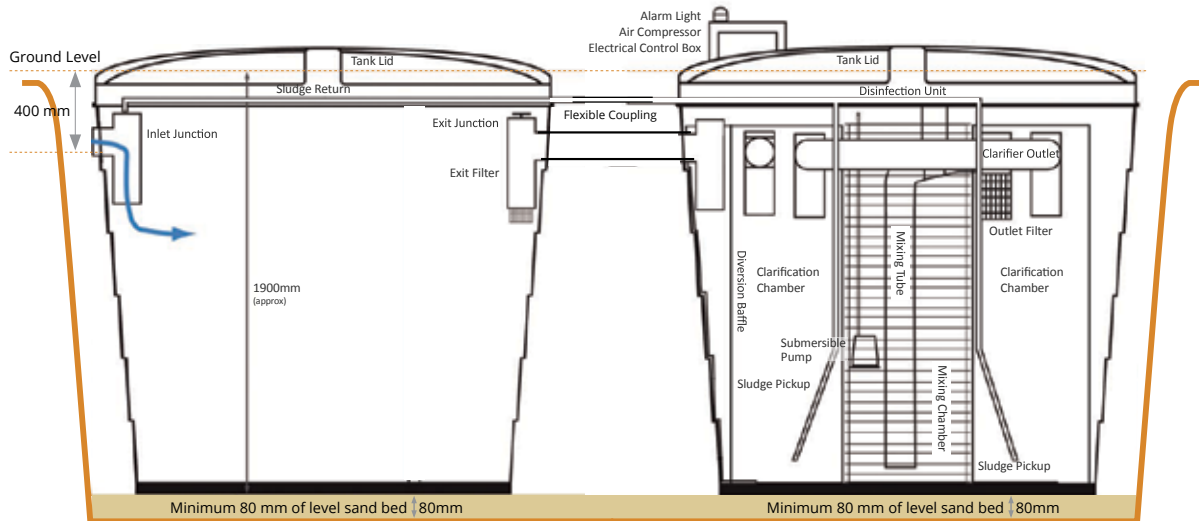 Alarm Light
Air Compressor
Electrical Control Box
Ground Level
Tank Lid
Tank Lid
Sludge Return
Disinfection Unit
400 mm
Flexible Coupling
Inlet Junction
Exit Junction
Clarifier Outlet
Exit Filter
Outlet Filter
Mixing Tube
Diversion Baffle
Clarification
Chamber
Clarification
Chamber
1900mm
(approx)
Submersible
Pump
Sludge Pickup
Mixing Chamber
Sludge Pickup
Minimum 80 mm of level sand bed
80mm
Minimum 80 mm of level sand bed
80mm